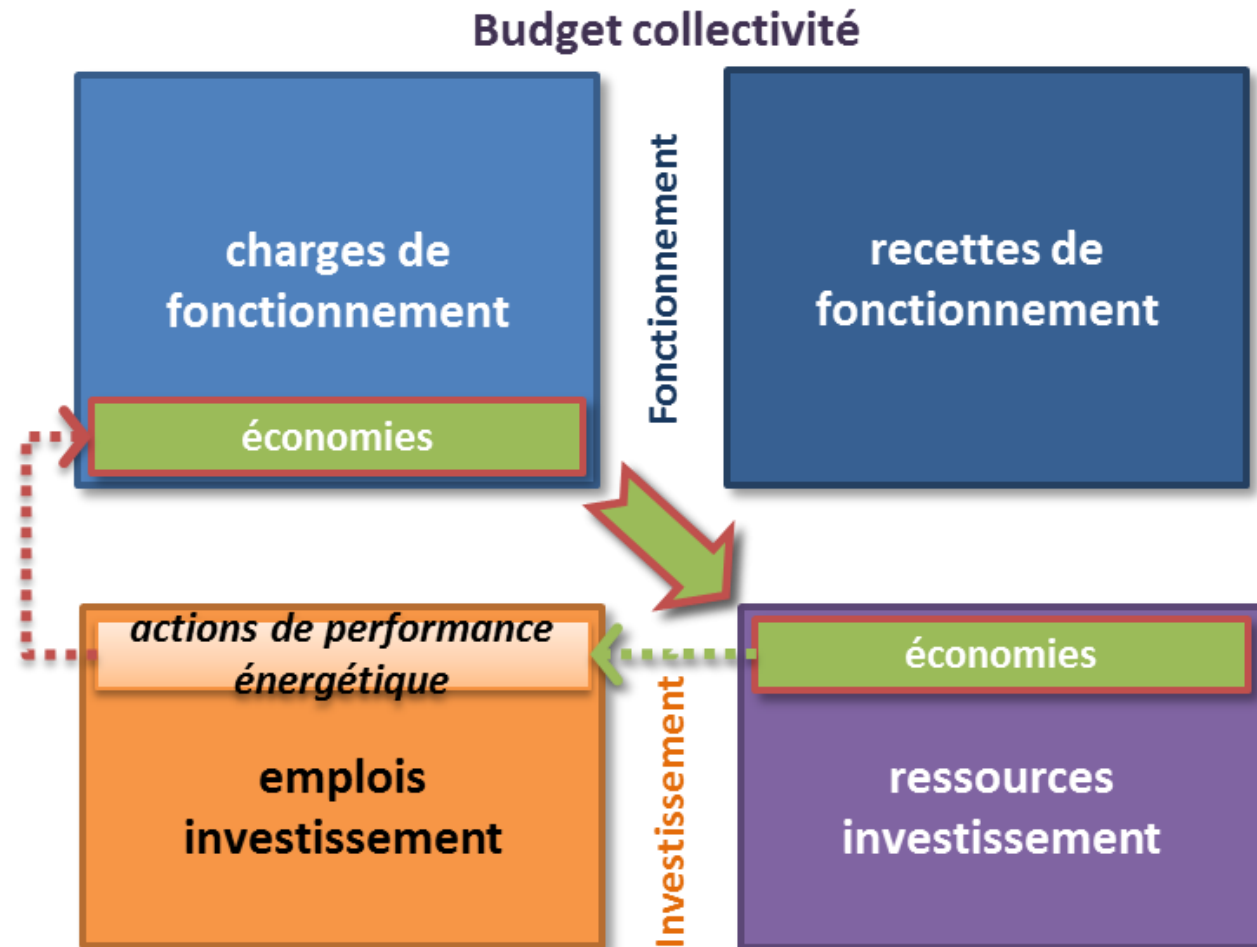 Budget collectivité
charges de
fonctionnement
économies
Fonctionnement
recettes de
fonctionnement
actions de performance
énergétique
emplois
investissement
Investissement
économies
ressources
investissement